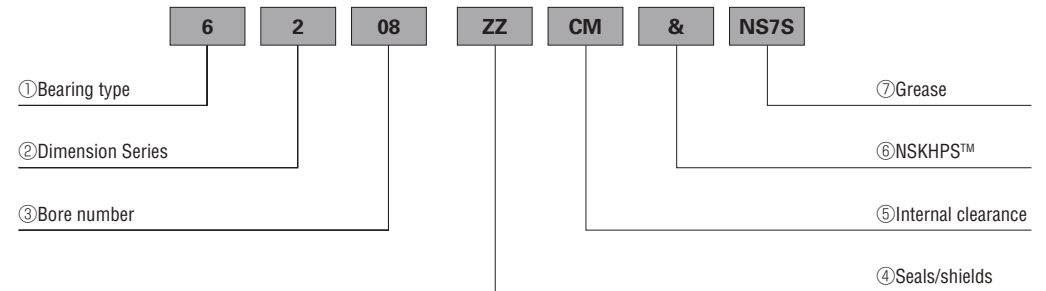 6 2 08 ZZ CM & NS7S
①Bearing type
⑦Grease
②Dimension Series
⑥NSKHPS™
③Bore number
⑤Internal clearance
④Seals/shields